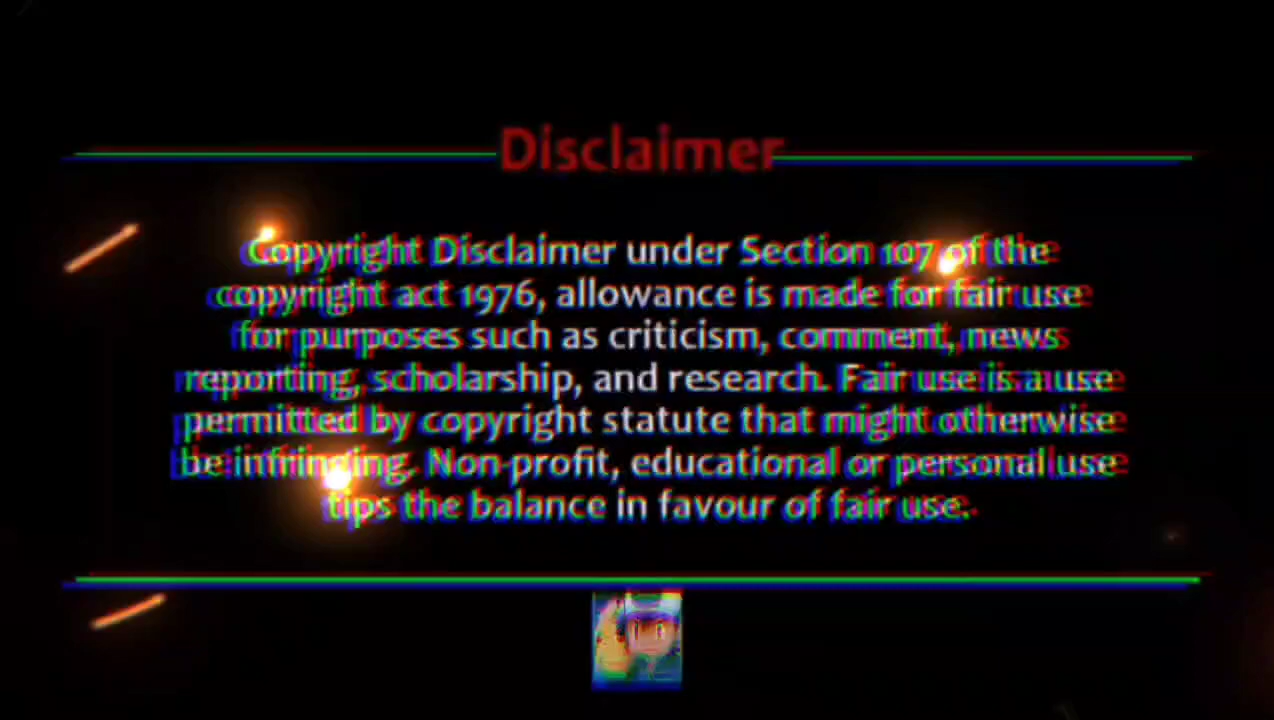 Disclaimer
Copyright Disclaimer under Section 107 of the
copyright act 1976, allowance is made for fair use
for purposes such as criticism, comment, news
reporting, scholarship, and research. Fair use is a use
permitted by copyright statute that might otherwise
be infringing. Non-profit, educational or personal use
tips the balance in favour of fair use.